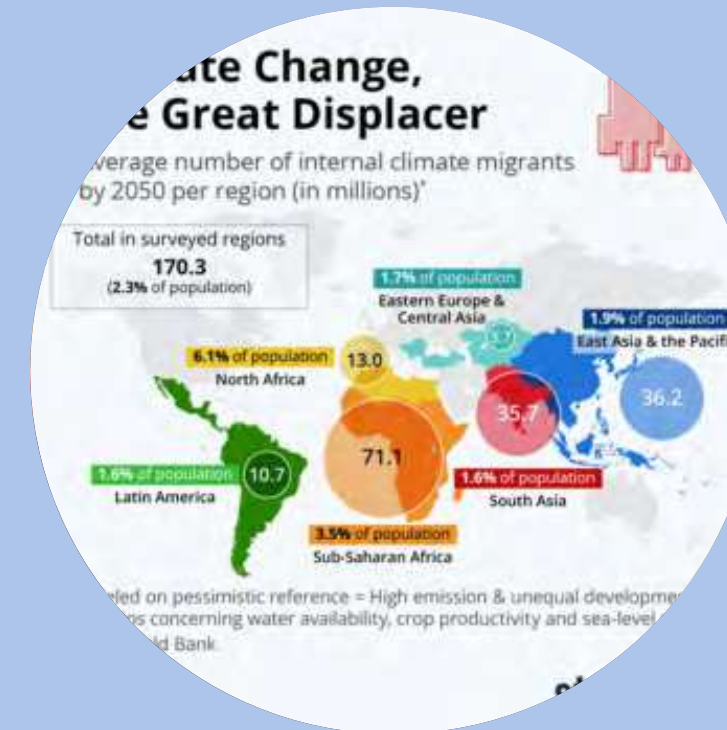 ate Change,
e Great Displacer
verage number of internal climate migrants
by 2050 per region (in millions)*
Total in surveyed regions
170.3
(2.3% of population)
1.7% of population
Eastern Europe &
Central Asia
1.9% of population
East Asia & the Pacifi
6.1% of population
13.0
North Africa
36.2
35.7
71.1
1.6% of population
10.7
Latin America
1.6% of population
South Asia
3.5% of population
Sub-Saharan Africa
eled on pessimistic reference = High emission & unequal developme
os concerning water availability, crop productivity and sea-level
ld Bank